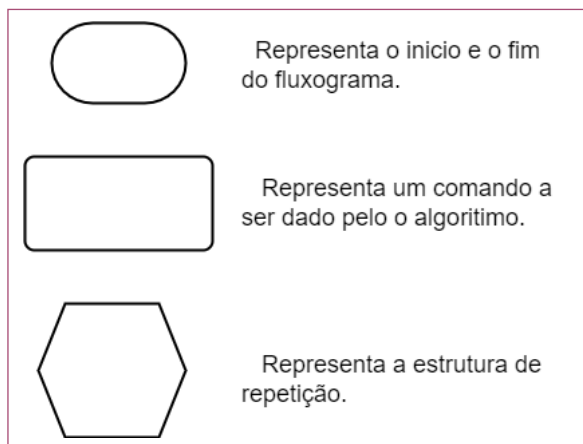 Representa o inicio e o fim
do fluxograma.
Representa um comando a
ser dado pelo o algoritimo.
Representa a estrutura de
repetição.